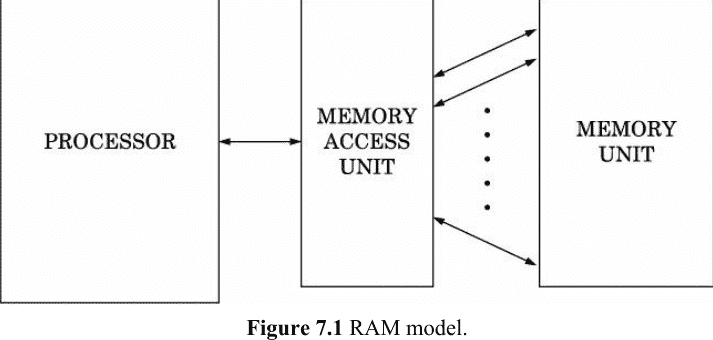 PROCESSOR
MEMORY
ACCESS
UNIT
MEMORY
UNIT
Figure 7.1 RAM model.